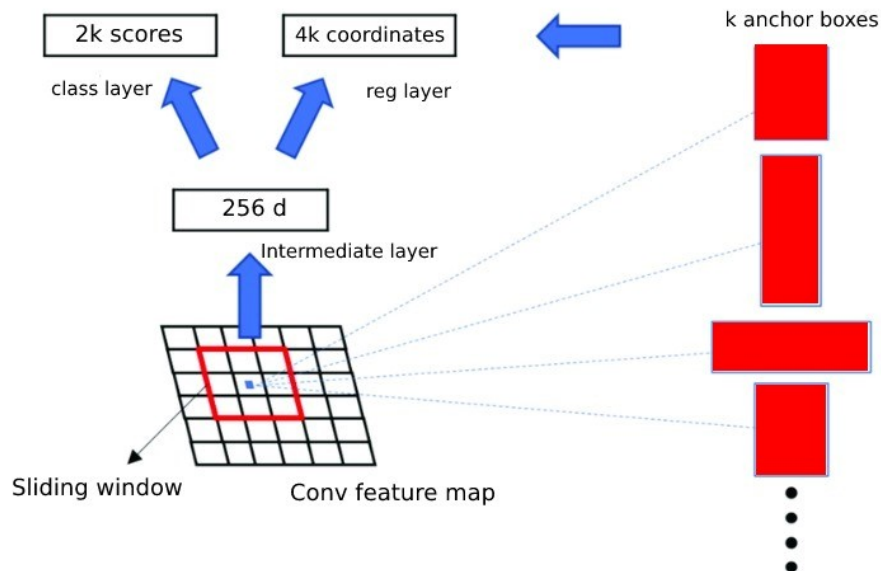 k anchor boxes
2k scores
4k coordinates
class layer
reg layer
256 d
Intermediate layer
Sliding window
Conv feature map